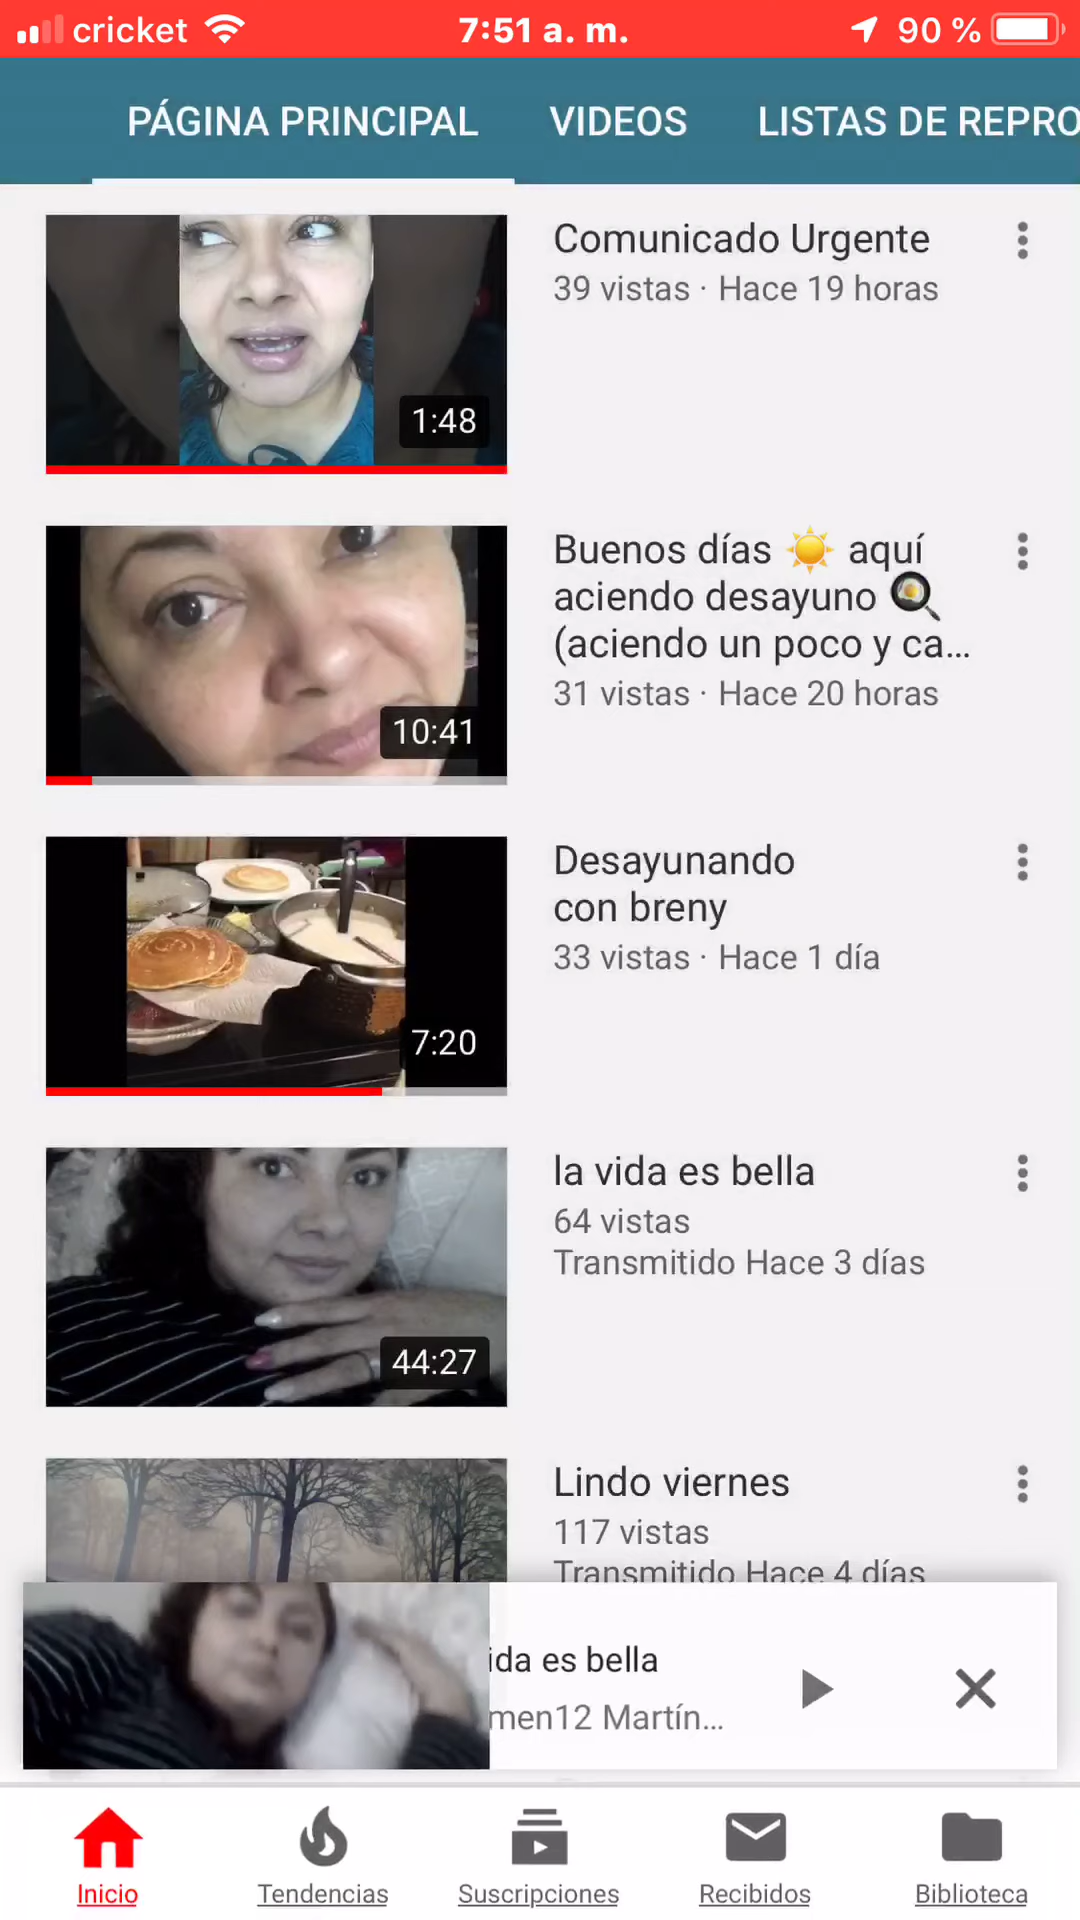 cricket 7:51 a. m. 90 %
PÁGINA PRINCIPAL VIDEOS LISTAS DE REPRO
Comunicado Urgente
39 vistas · Hace 19 horas
1:48
Buenos días ☀️ aquí
aciendo desayuno 🍳
(aciendo un poco y ca...
31 vistas · Hace 20 horas
10:41
Desayunando
con breny
33 vistas · Hace 1 día
7:20
la vida es bella
64 vistas
Transmitido Hace 3 días
44:27
Lindo viernes
117 vistas
Transmitido Hace 4 días
ida es bella
men12 Martín...
Inicio Tendencias Suscripciones Recibidos Biblioteca